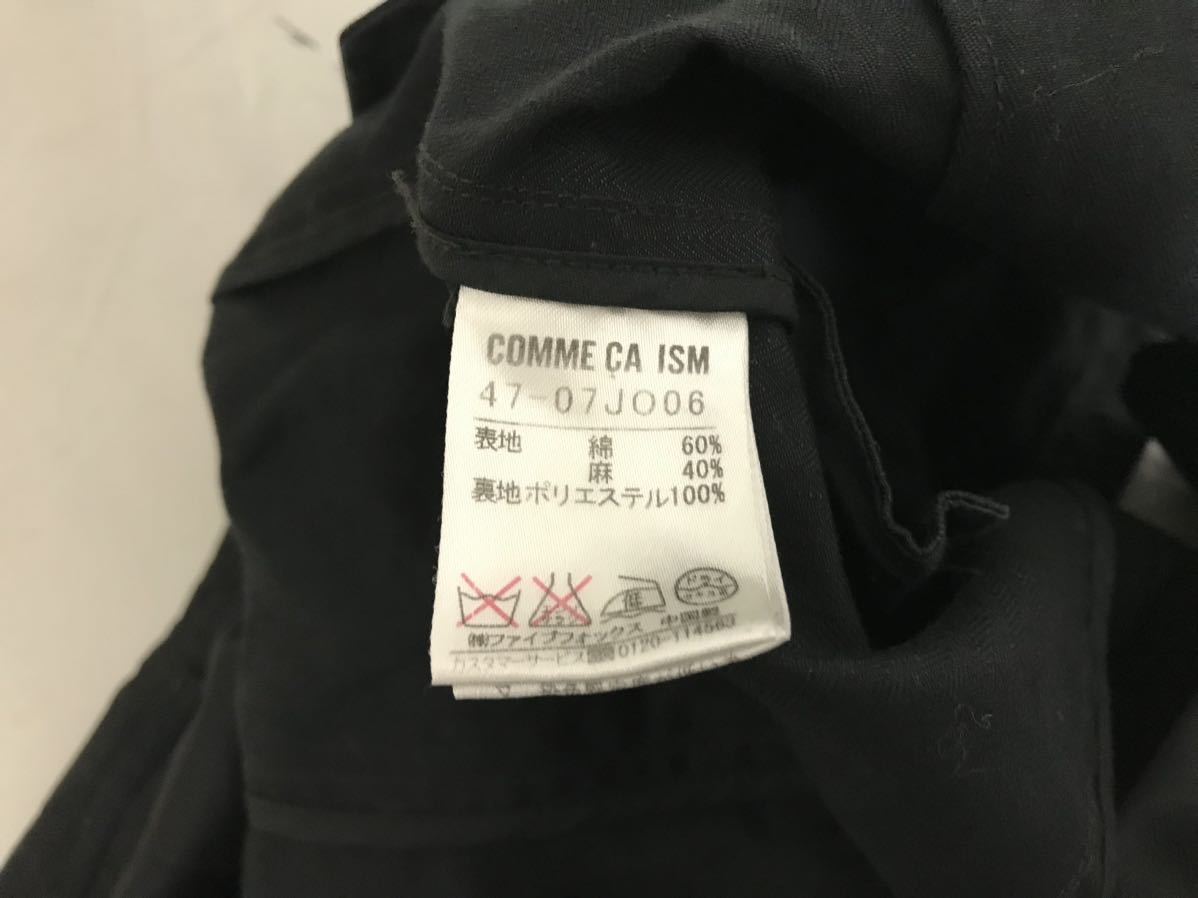 COMME ÇA ISM
47-07JO06
表地 綿 60%
麻 40%
裏地ポリエステル100%
低 ドライ
㈱ファイブフォックス 中国製
カスタマーサービス 0120-114563